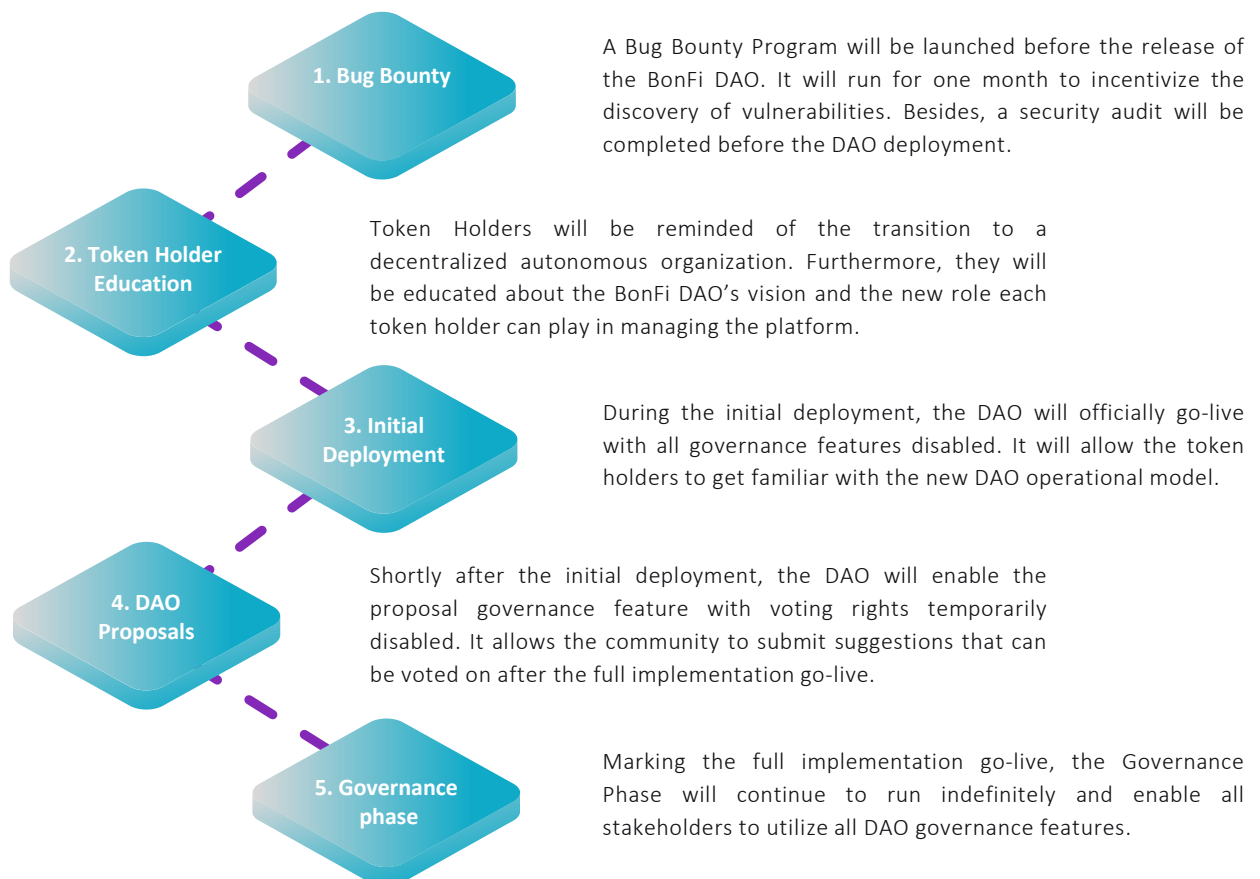 1. Bug Bounty
A Bug Bounty Program will be launched before the release of
the BonFi DAO. It will run for one month to incentivize the
discovery of vulnerabilities. Besides, a security audit will be
completed before the DAO deployment.
2. Token Holder
Education
Token Holders will be reminded of the transition to a
decentralized autonomous organization. Furthermore, they will
be educated about the BonFi DAO’s vision and the new role each
token holder can play in managing the platform.
3. Initial
Deployment
During the initial deployment, the DAO will officially go-live
with all governance features disabled. It will allow the token
holders to get familiar with the new DAO operational model.
4. DAO
Proposals
Shortly after the initial deployment, the DAO will enable the
proposal governance feature with voting rights temporarily
disabled. It allows the community to submit suggestions that can
be voted on after the full implementation go-live.
5. Governance
phase
Marking the full implementation go-live, the Governance
Phase will continue to run indefinitely and enable all
stakeholders to utilize all DAO governance features.